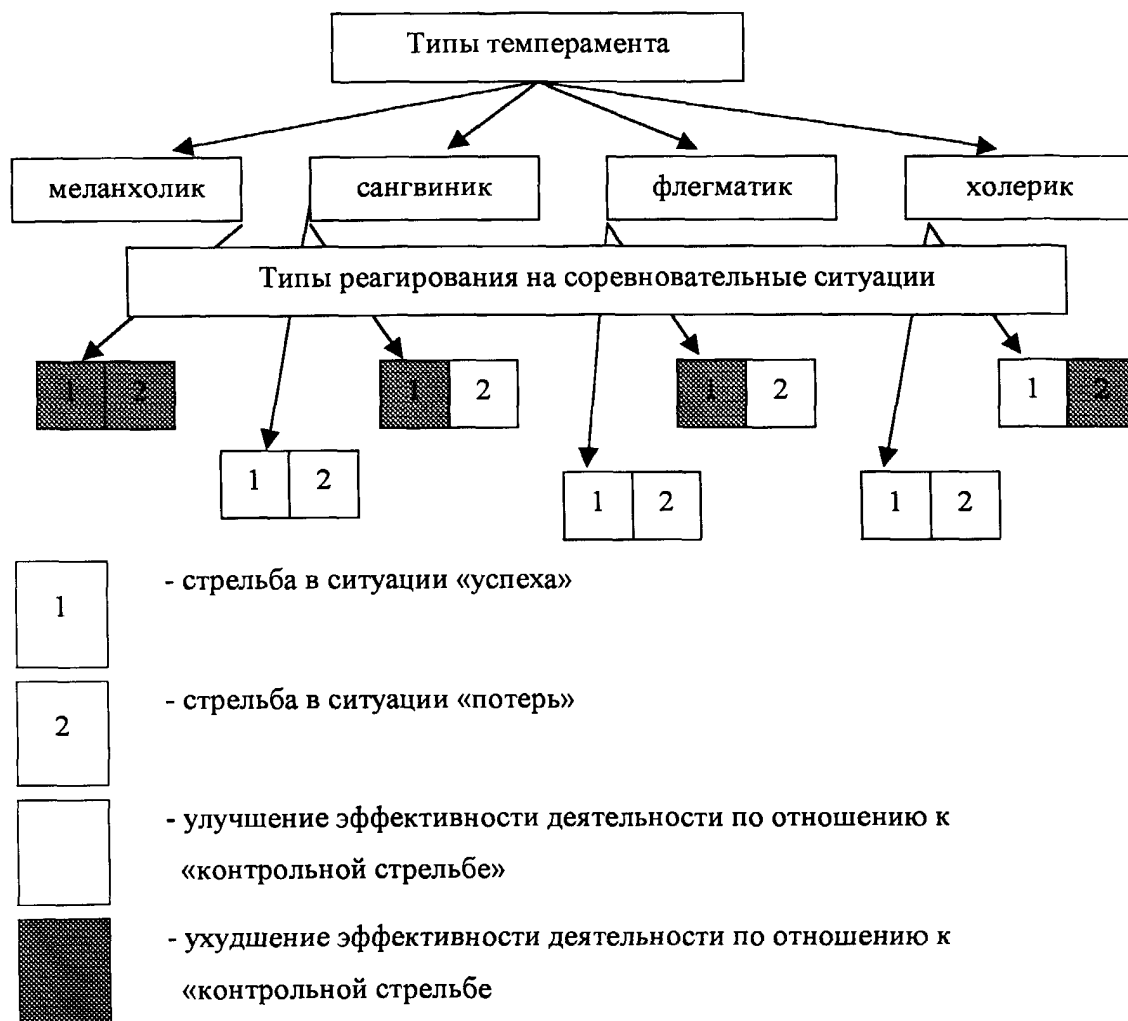 Типы темперамента
меланхолик сангвиник флегматик холерик
Типы реагирования на соревновательные ситуации
1 2 1 2 1 2 1 2
1 2 1 2 1 2
1 - стрельба в ситуации «успеха»
2 - стрельба в ситуации «потерь»
- улучшение эффективности деятельности по отношению к
«контрольной стрельбе»
- ухудшение эффективности деятельности по отношению к
«контрольной стрельбе